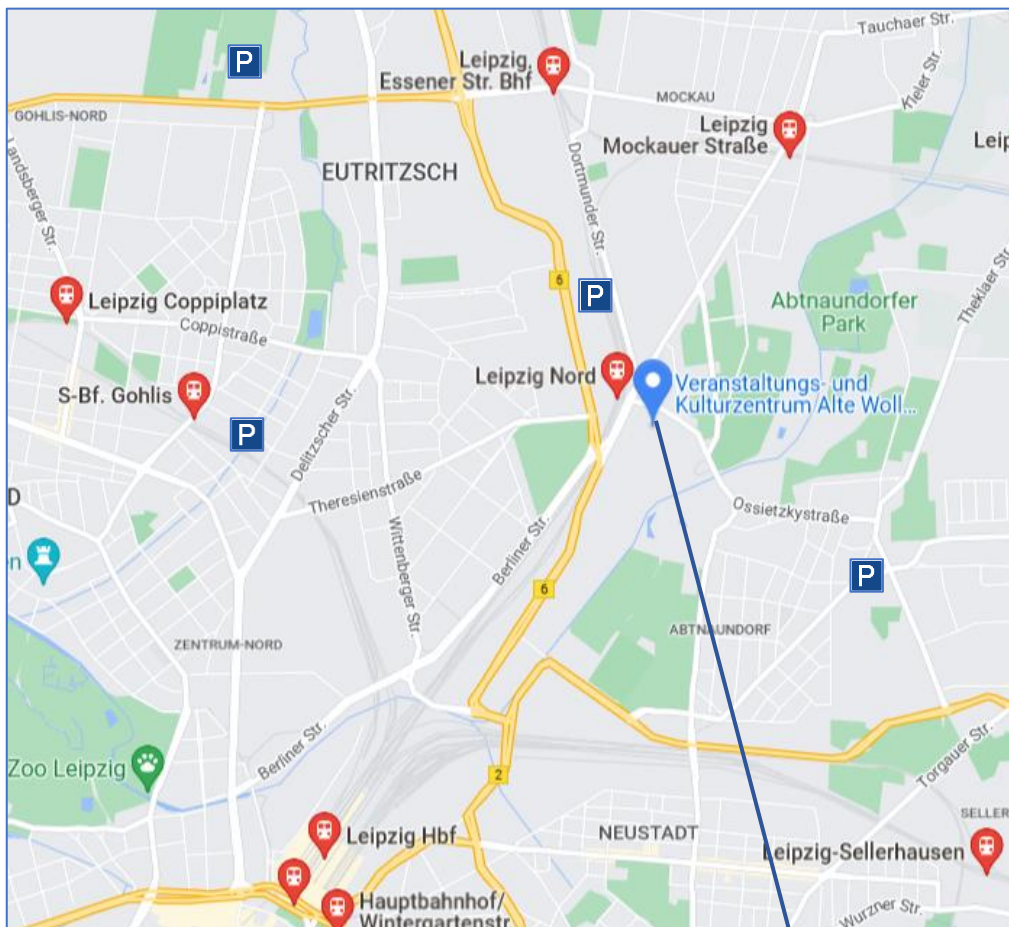 Tauchaer Str.
P
Leipzig,
Essener Str. Bhf
MOCKAU
Kieler Str.
GOHLIS-NORD
Leipzig
Mockauer Straße
Leip
Landsberger Str.
EUTRITZSCH
Dortmunder Str.
Theklaer Str.
6
P
Leipzig Coppiplatz
Coppistraße
Abtnaundorfer
Park
S-Bf. Gohlis
Leipzig Nord
Veranstaltungs- und
Kulturzentrum Alte Woll...
P
Delitzscher Str.
Theresienstraße
D
Ossietzkystraße
Wittenberger Str.
Berliner Str.
n
P
6
ABTNAUNDORF
ZENTRUM-NORD
Berliner Str.
Zoo Leipzig
2
Torgauer Str.
SELLER
Leipzig Hbf
NEUSTADT
Leipzig-Sellerhausen
Hauptbahnhof/
Wintergartenstr
Wurzner Str.